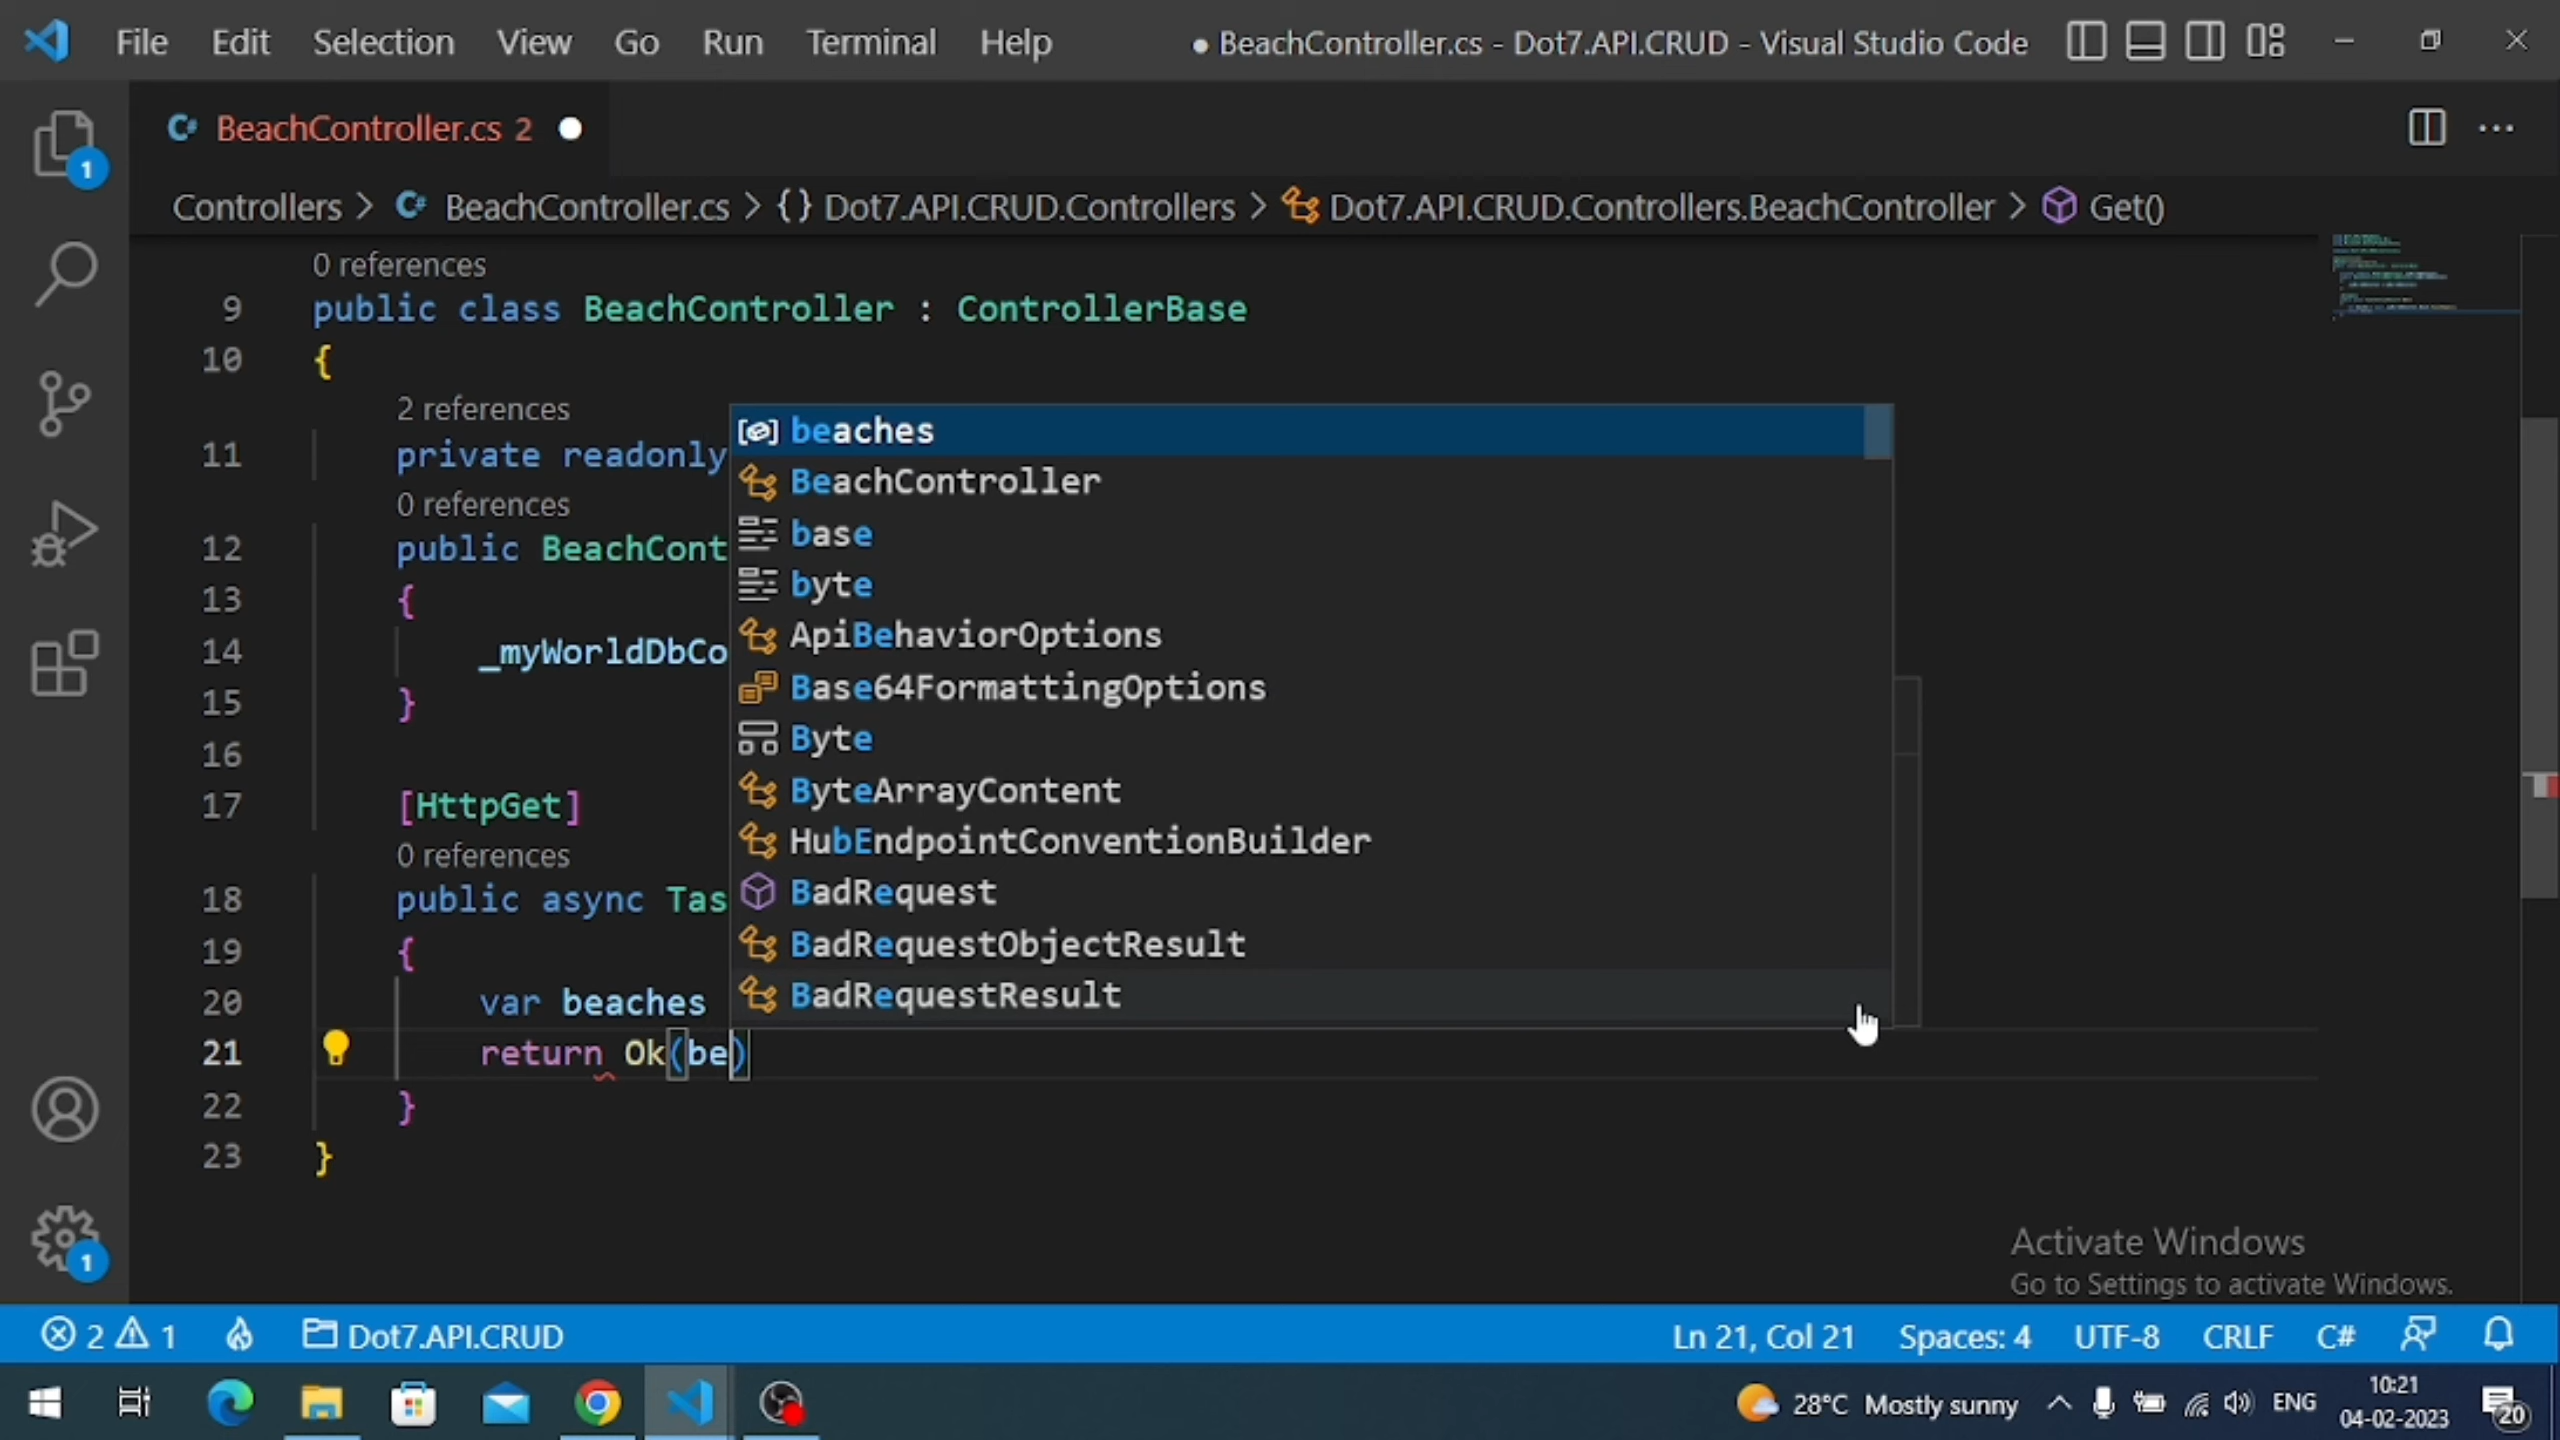 File Edit Selection View Go Run Terminal Help ● BeachController.cs - Dot7.API.CRUD - Visual Studio Code
BeachController.cs 2
Controllers > BeachController.cs > {} Dot7.API.CRUD.Controllers > Dot7.API.CRUD.Controllers.BeachController > Get()
0 references
9 public class BeachController : ControllerBase
10 {
2 references
11 private readonly
0 references
12 public BeachCont
13 {
14 _myWorldDbCo
15 }
16
17 [HttpGet]
0 references
18 public async Tas
19 {
20 var beaches
21 return Ok(be)
22 }
23 }
beaches
BeachController
base
byte
ApiBehaviorOptions
Base64FormattingOptions
Byte
ByteArrayContent
HubEndpointConventionBuilder
BadRequest
BadRequestObjectResult
BadRequestResult
1
1
Activate Windows
Go to Settings to activate Windows.
2 1 Dot7.API.CRUD Ln 21, Col 21 Spaces: 4 UTF-8 CRLF C#
28°C Mostly sunny ENG 10:21
04-02-2023
20